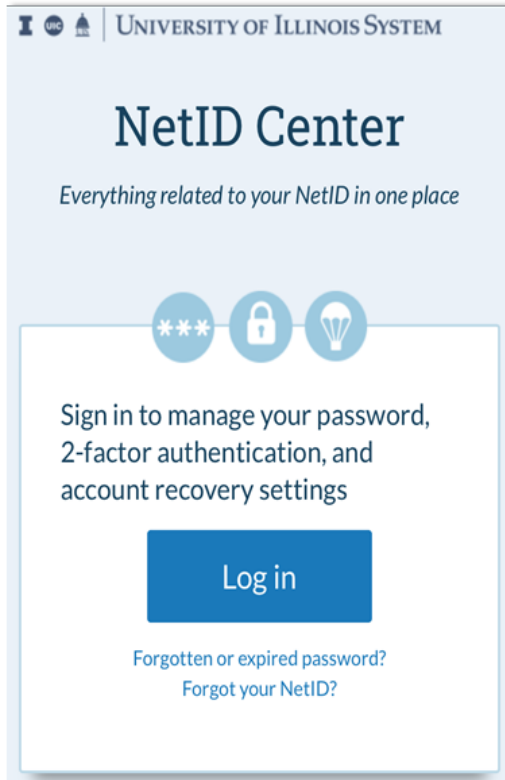 I UIC UNIVERSITY OF ILLINOIS SYSTEM
NetID Center
Everything related to your NetID in one place
***
Sign in to manage your password,
2-factor authentication, and
account recovery settings
Log in
Forgotten or expired password?
Forgot your NetID?